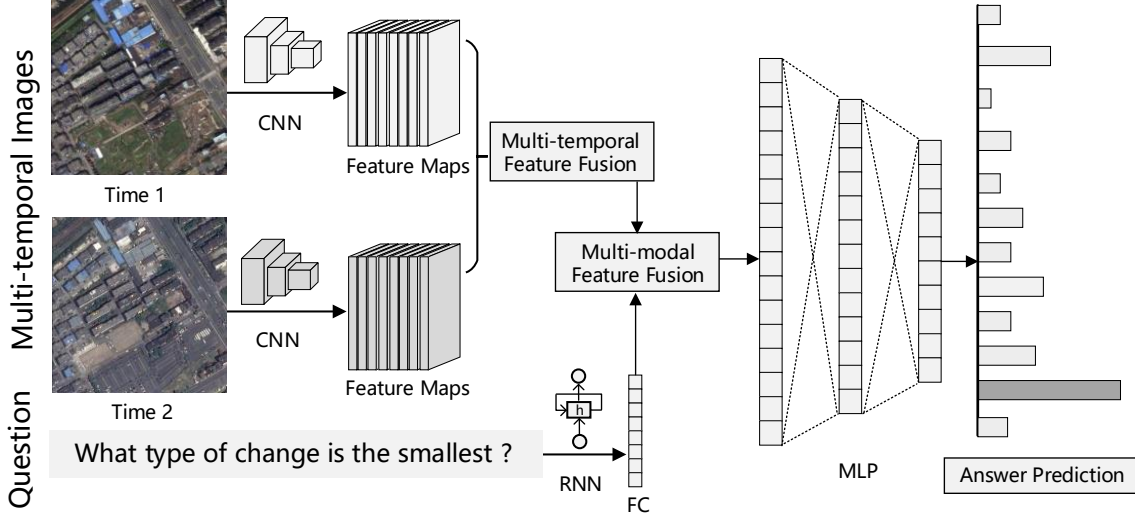 Multi-temporal Images
Time 1
CNN
Feature Maps
Multi-temporal
Feature Fusion
Time 2
CNN
Feature Maps
Multi-modal
Feature Fusion
Question
What type of change is the smallest ?
h
RNN
FC
MLP
Answer Prediction